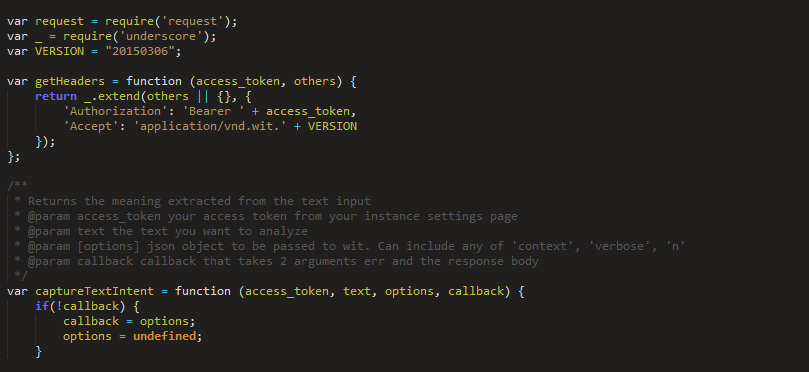 var request = require('request');
var _ = require('underscore');
var VERSION = "20150306";
var getHeaders = function (access_token, others) {
    return _.extend(others || {}, {
        'Authorization': 'Bearer ' + access_token,
        'Accept': 'application/vnd.wit.' + VERSION
    });
};
/**
 * Returns the meaning extracted from the text input
 * @param access_token your access token from your instance settings page
 * @param text the text you want to analyze
 * @param [options] json object to be passed to wit. Can include any of 'context', 'verbose', 'n'
 * @param callback callback that takes 2 arguments err and the response body
 */
var captureTextIntent = function (access_token, text, options, callback) {
    if(!callback) {
        callback = options;
        options = undefined;
    }